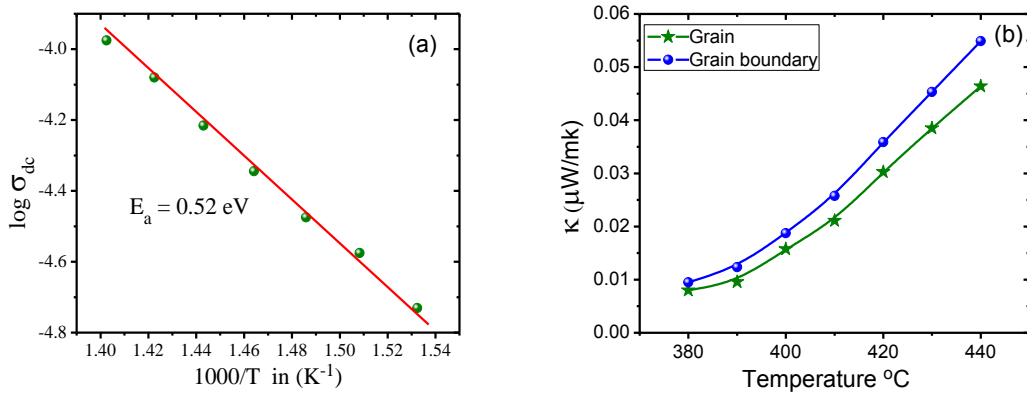 (a)
log σdc
-4.0
-4.2
-4.4
-4.6
-4.8
Ea = 0.52 eV
1.40 1.42 1.44 1.46 1.48 1.50 1.52 1.54
1000/T in (K-1)
(b)
Grain
Grain boundary
κ (μW/mk)
0.06
0.05
0.04
0.03
0.02
0.01
0.00
380 400 420 440
Temperature oC